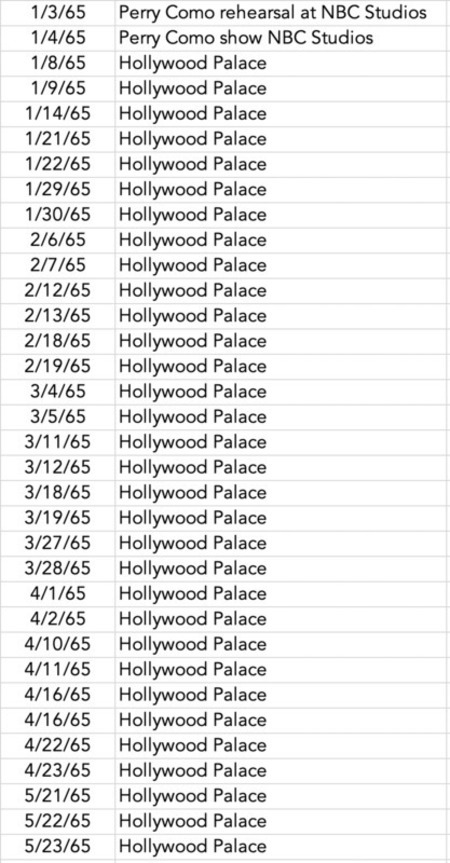 1/3/65 Perry Como rehearsal at NBC Studios
1/4/65 Perry Como show NBC Studios
1/8/65 Hollywood Palace
1/9/65 Hollywood Palace
1/14/65 Hollywood Palace
1/21/65 Hollywood Palace
1/22/65 Hollywood Palace
1/29/65 Hollywood Palace
1/30/65 Hollywood Palace
2/6/65 Hollywood Palace
2/7/65 Hollywood Palace
2/12/65 Hollywood Palace
2/13/65 Hollywood Palace
2/18/65 Hollywood Palace
2/19/65 Hollywood Palace
3/4/65 Hollywood Palace
3/5/65 Hollywood Palace
3/11/65 Hollywood Palace
3/12/65 Hollywood Palace
3/18/65 Hollywood Palace
3/19/65 Hollywood Palace
3/27/65 Hollywood Palace
3/28/65 Hollywood Palace
4/1/65 Hollywood Palace
4/2/65 Hollywood Palace
4/10/65 Hollywood Palace
4/11/65 Hollywood Palace
4/16/65 Hollywood Palace
4/16/65 Hollywood Palace
4/22/65 Hollywood Palace
4/23/65 Hollywood Palace
5/21/65 Hollywood Palace
5/22/65 Hollywood Palace
5/23/65 Hollywood Palace